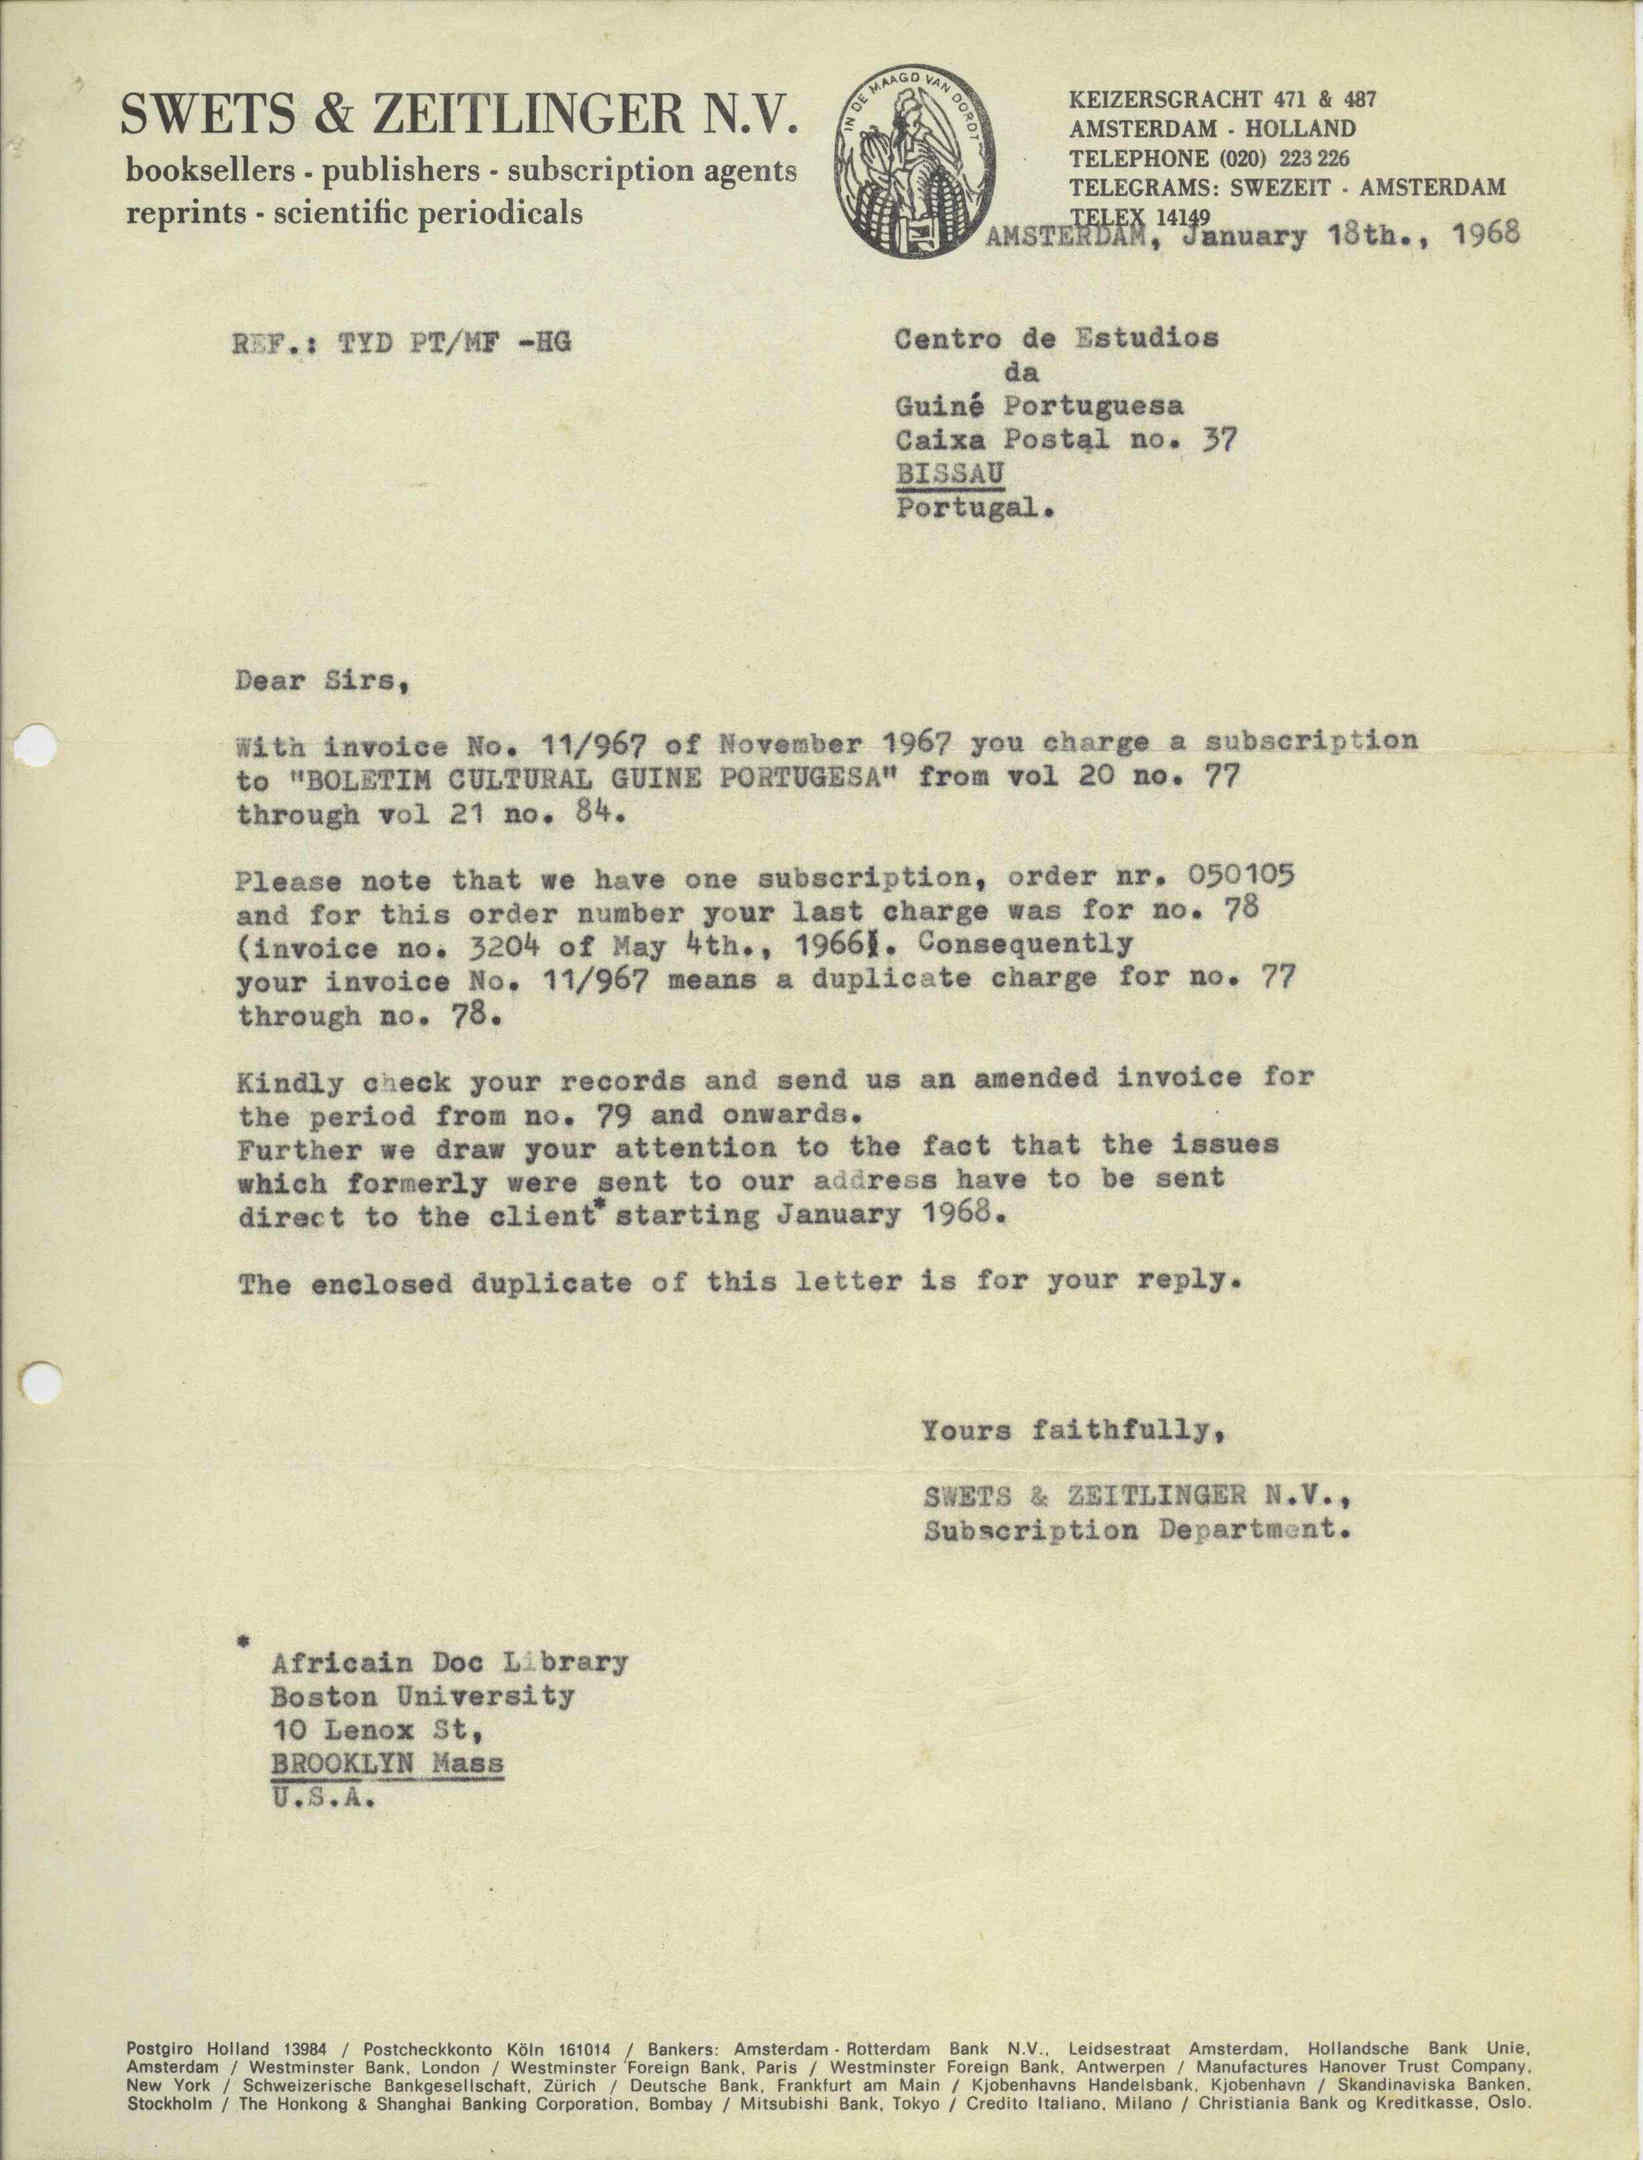 SWETS & ZEITLINGER N.V.
booksellers - publishers - subscription agents
reprints - scientific periodicals
IN DE MAAGD VAN DORDT
KEIZERSGRACHT 471 & 487
AMSTERDAM - HOLLAND
TELEPHONE (020) 223 226
TELEGRAMS: SWEZEIT - AMSTERDAM
TELEX 14149
AMSTERDAM, January 18th., 1968
REF.: TYD PT/MF -HG
Centro de Estudios
da
Guiné Portuguesa
Caixa Postal no. 37
BISSAU
Portugal.
Dear Sirs,
With invoice No. 11/967 of November 1967 you charge a subscription
to "BOLETIM CULTURAL GUINE PORTUGESA" from vol 20 no. 77
through vol 21 no. 84.
Please note that we have one subscription, order nr. 050105
and for this order number your last charge was for no. 78
(invoice no. 3204 of May 4th., 1966). Consequently
your invoice No. 11/967 means a duplicate charge for no. 77
through no. 78.
Kindly check your records and send us an amended invoice for
the period from no. 79 and onwards.
Further we draw your attention to the fact that the issues
which formerly were sent to our address have to be sent
direct to the client* starting January 1968.
The enclosed duplicate of this letter is for your reply.
Yours faithfully,
SWETS & ZEITLINGER N.V.,
Subscription Department.
*
Africain Doc Library
Boston University
10 Lenox St,
BROOKLYN Mass
U.S.A.
Postgiro Holland 13984 / Postcheckkonto Köln 161014 / Bankers: Amsterdam - Rotterdam Bank N.V., Leidsestraat Amsterdam, Hollandsche Bank Unie,
Amsterdam / Westminster Bank, London / Westminster Foreign Bank, Paris / Westminster Foreign Bank, Antwerpen / Manufactures Hanover Trust Company,
New York / Schweizerische Bankgesellschaft, Zürich / Deutsche Bank, Frankfurt am Main / Kjobenhavns Handelsbank, Kjobenhavn / Skandinaviska Banken,
Stockholm / The Honkong & Shanghai Banking Corporation, Bombay / Mitsubishi Bank, Tokyo / Credito Italiano, Milano / Christiania Bank og Kreditkasse, Oslo.